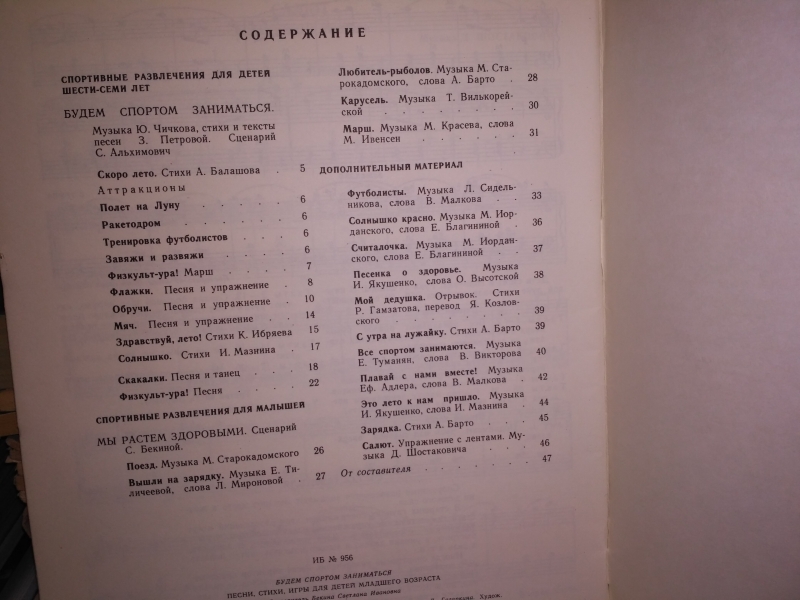 СОДЕРЖАНИЕ
СПОРТИВНЫЕ РАЗВЛЕЧЕНИЯ ДЛЯ ДЕТЕЙ
ШЕСТИ-СЕМИ ЛЕТ
БУДЕМ СПОРТОМ ЗАНИМАТЬСЯ.
Музыка Ю. Чичкова, стихи и тексты
песен З. Петровой. Сценарий
С. Альхимович
Скоро лето. Стихи А. Балашова . 5
Аттракционы
Полет на Луну . . . . . 6
Ракетодром . . . . . . 6
Тренировка футболистов . . . 6
Завяжи и развяжи . . . . 6
Физкульт-ура! Марш . . . . 7
Флажки. Песня и упражнение . 8
Обручи. Песня и упражнение . 10
Мяч. Песня и упражнение . . 14
Здравствуй, лето! Стихи К. Ибряева 15
Солнышко. Стихи И. Мазнина . 17
Скакалки. Песня и танец . . . 18
Физкульт-ура! Песня . . . . 22
СПОРТИВНЫЕ РАЗВЛЕЧЕНИЯ ДЛЯ МАЛЫШЕЙ
МЫ РАСТЕМ ЗДОРОВЫМИ. Сценарий
С. Бекиной.
Поезд. Музыка М. Старокадомского 26
Вышли на зарядку. Музыка Е. Ти-
личеевой, слова Л. Мироновой . 27
Любитель-рыболов. Музыка М. Ста-
рокадомского, слова А. Барто . 28
Карусель. Музыка Т. Вилькорей-
ской . . . . . . . 30
Марш. Музыка М. Красева, слова
М. Ивенсен . . . . . . 31
ДОПОЛНИТЕЛЬНЫЙ МАТЕРИАЛ
Футболисты. Музыка Л. Сидель-
никова, слова В. Малкова . . 33
Солнышко красно. Музыка М. Иор-
данского, слова Е. Благининой . 36
Считалочка. Музыка М. Иордан-
ского, слова Е. Благининой . . 37
Песенка о здоровье. Музыка
И. Якушенко, слова О. Высотской 38
Мой дедушка. Отрывок. Стихи
Р. Гамзатова, перевод Я. Козлов-
ского . . . . . . . 39
С утра на лужайку. Стихи А. Барто 39
Все спортом занимаются. Музыка
Е. Туманян, слова В. Викторова 40
Плавай с нами вместе! Музыка
Еф. Адлера, слова В. Малкова . 42
Это лето к нам пришло. Музыка
И. Якушенко, слова И. Мазнина . 44
Зарядка. Стихи А. Барто . . . 45
Салют. Упражнение с лентами. Му-
зыка Д. Шостаковича . . . 46
От составителя . . . . . . 47
ИБ № 956
БУДЕМ СПОРТОМ ЗАНИМАТЬСЯ
ПЕСНИ, СТИХИ, ИГРЫ ДЛЯ ДЕТЕЙ МЛАДШЕГО ВОЗРАСТА
Бекина Светлана Ивановна
Худож.